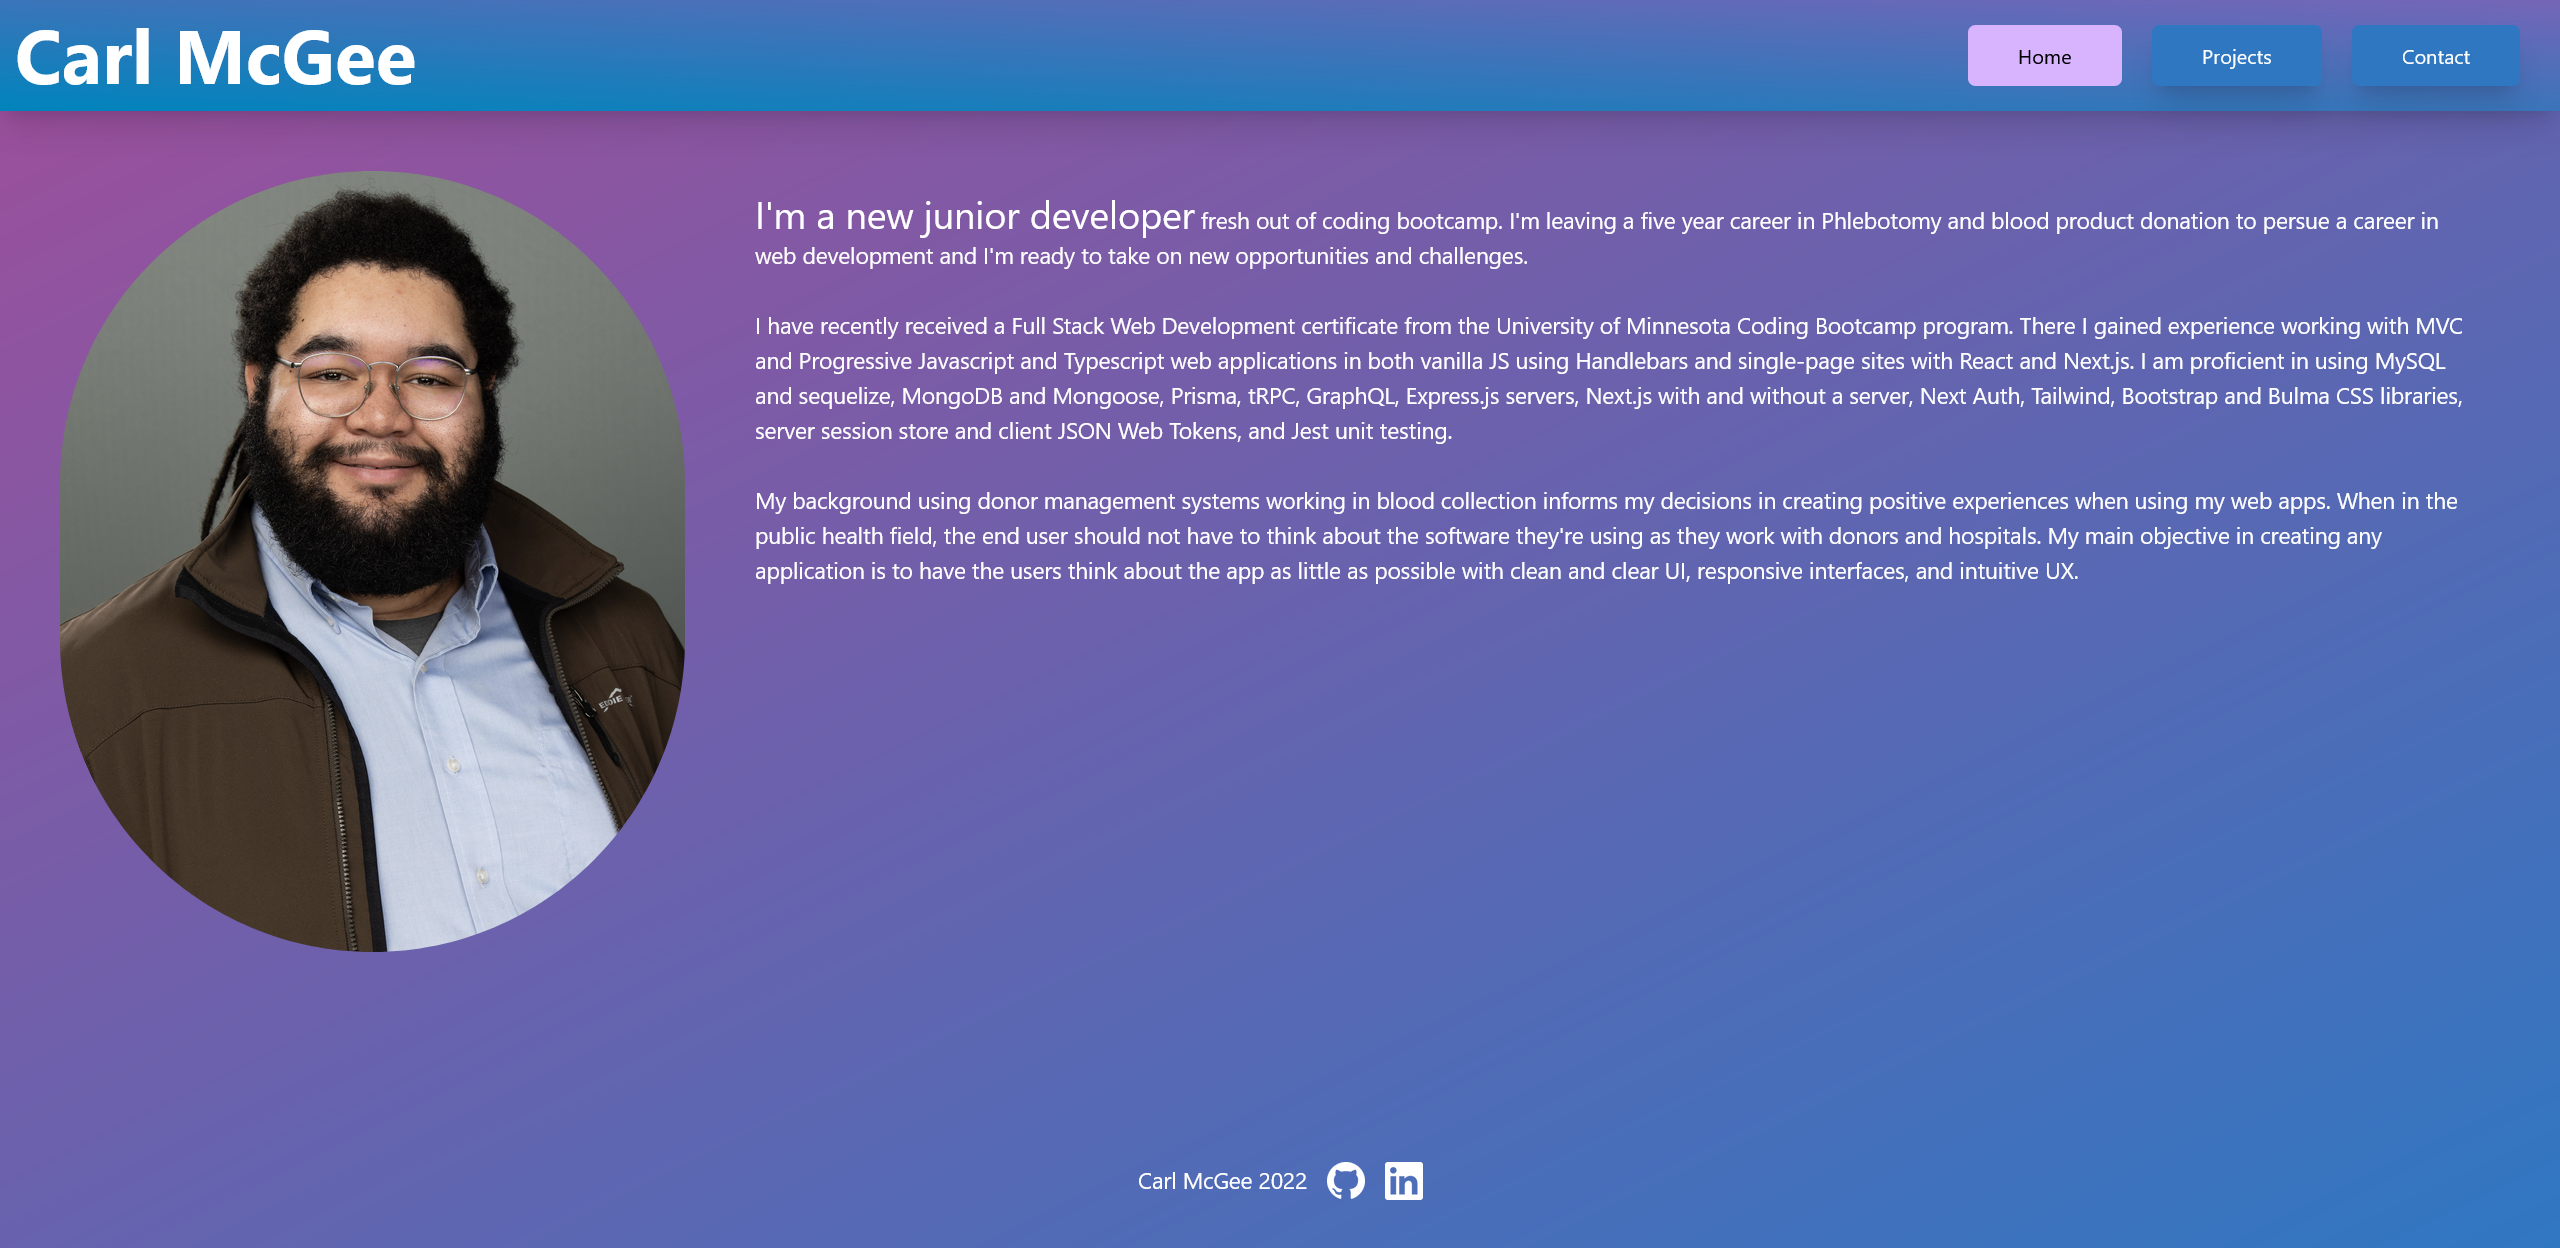 Carl McGee
Home
Projects
Contact
I'm a new junior developer fresh out of coding bootcamp. I'm leaving a five year career in Phlebotomy and blood product donation to persue a career in
web development and I'm ready to take on new opportunities and challenges.
I have recently received a Full Stack Web Development certificate from the University of Minnesota Coding Bootcamp program. There I gained experience working with MVC
and Progressive Javascript and Typescript web applications in both vanilla JS using Handlebars and single-page sites with React and Next.js. I am proficient in using MySQL
and sequelize, MongoDB and Mongoose, Prisma, tRPC, GraphQL, Express.js servers, Next.js with and without a server, Next Auth, Tailwind, Bootstrap and Bulma CSS libraries,
server session store and client JSON Web Tokens, and Jest unit testing.
My background using donor management systems working in blood collection informs my decisions in creating positive experiences when using my web apps. When in the
public health field, the end user should not have to think about the software they're using as they work with donors and hospitals. My main objective in creating any
application is to have the users think about the app as little as possible with clean and clear UI, responsive interfaces, and intuitive UX.
EDDIE
Carl McGee 2022
in